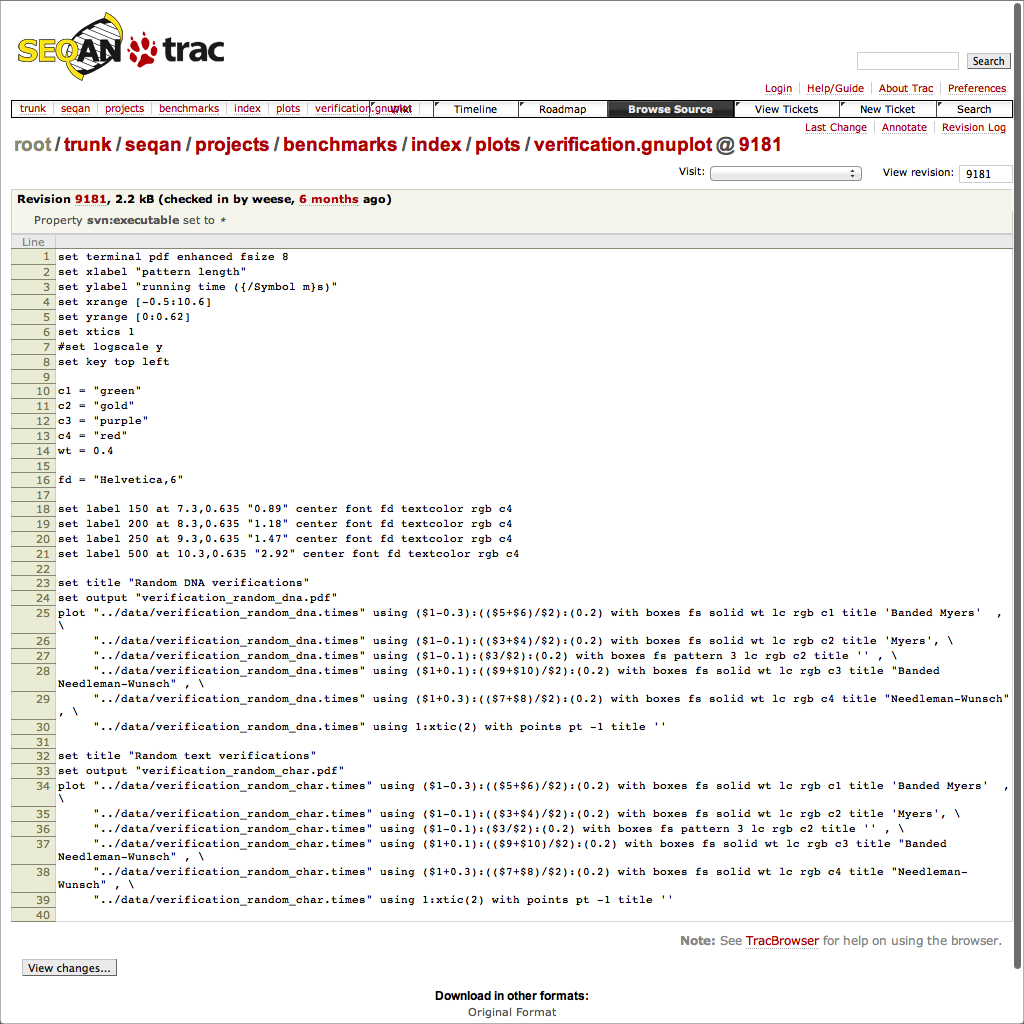 SEQAN trac
Search
Login Help/Guide About Trac Preferences
trunk seqan projects benchmarks index plots verification.gnuplot Wiki Timeline Roadmap Browse Source View Tickets New Ticket Search
Last Change Annotate Revision Log
root / trunk / seqan / projects / benchmarks / index / plots / verification.gnuplot @ 9181
Visit: View revision: 9181
Revision 9181, 2.2 kB (checked in by weese, 6 months ago)
Property svn:executable set to *
Line
1 set terminal pdf enhanced fsize 8
2 set xlabel "pattern length"
3 set ylabel "running time ({/Symbol m}s)"
4 set xrange [-0.5:10.6]
5 set yrange [0:0.62]
6 set xtics 1
7 #set logscale y
8 set key top left
9
10 c1 = "green"
11 c2 = "gold"
12 c3 = "purple"
13 c4 = "red"
14 wt = 0.4
15
16 fd = "Helvetica,6"
17
18 set label 150 at 7.3,0.635 "0.89" center font fd textcolor rgb c4
19 set label 200 at 8.3,0.635 "1.18" center font fd textcolor rgb c4
20 set label 250 at 9.3,0.635 "1.47" center font fd textcolor rgb c4
21 set label 500 at 10.3,0.635 "2.92" center font fd textcolor rgb c4
22
23 set title "Random DNA verifications"
24 set output "verification_random_dna.pdf"
25 plot "../data/verification_random_dna.times" using ($1-0.3):(($5+$6)/$2):(0.2) with boxes fs solid wt lc rgb c1 title 'Banded Myers' ,
\
26 "../data/verification_random_dna.times" using ($1-0.1):(($3+$4)/$2):(0.2) with boxes fs solid wt lc rgb c2 title 'Myers', \
27 "../data/verification_random_dna.times" using ($1-0.1):($3/$2):(0.2) with boxes fs pattern 3 lc rgb c2 title '' , \
28 "../data/verification_random_dna.times" using ($1+0.1):(($9+$10)/$2):(0.2) with boxes fs solid wt lc rgb c3 title "Banded
Needleman-Wunsch" , \
29 "../data/verification_random_dna.times" using ($1+0.3):(($7+$8)/$2):(0.2) with boxes fs solid wt lc rgb c4 title "Needleman-Wunsch"
, \
30 "../data/verification_random_dna.times" using 1:xtic(2) with points pt -1 title ''
31
32 set title "Random text verifications"
33 set output "verification_random_char.pdf"
34 plot "../data/verification_random_char.times" using ($1-0.3):(($5+$6)/$2):(0.2) with boxes fs solid wt lc rgb c1 title 'Banded Myers' ,
\
35 "../data/verification_random_char.times" using ($1-0.1):(($3+$4)/$2):(0.2) with boxes fs solid wt lc rgb c2 title 'Myers', \
36 "../data/verification_random_char.times" using ($1-0.1):($3/$2):(0.2) with boxes fs pattern 3 lc rgb c2 title '' , \
37 "../data/verification_random_char.times" using ($1+0.1):(($9+$10)/$2):(0.2) with boxes fs solid wt lc rgb c3 title "Banded
Needleman-Wunsch" , \
38 "../data/verification_random_char.times" using ($1+0.3):(($7+$8)/$2):(0.2) with boxes fs solid wt lc rgb c4 title "Needleman-
Wunsch" , \
39 "../data/verification_random_char.times" using 1:xtic(2) with points pt -1 title ''
40
Note: See TracBrowser for help on using the browser.
View changes...
Download in other formats:
Original Format